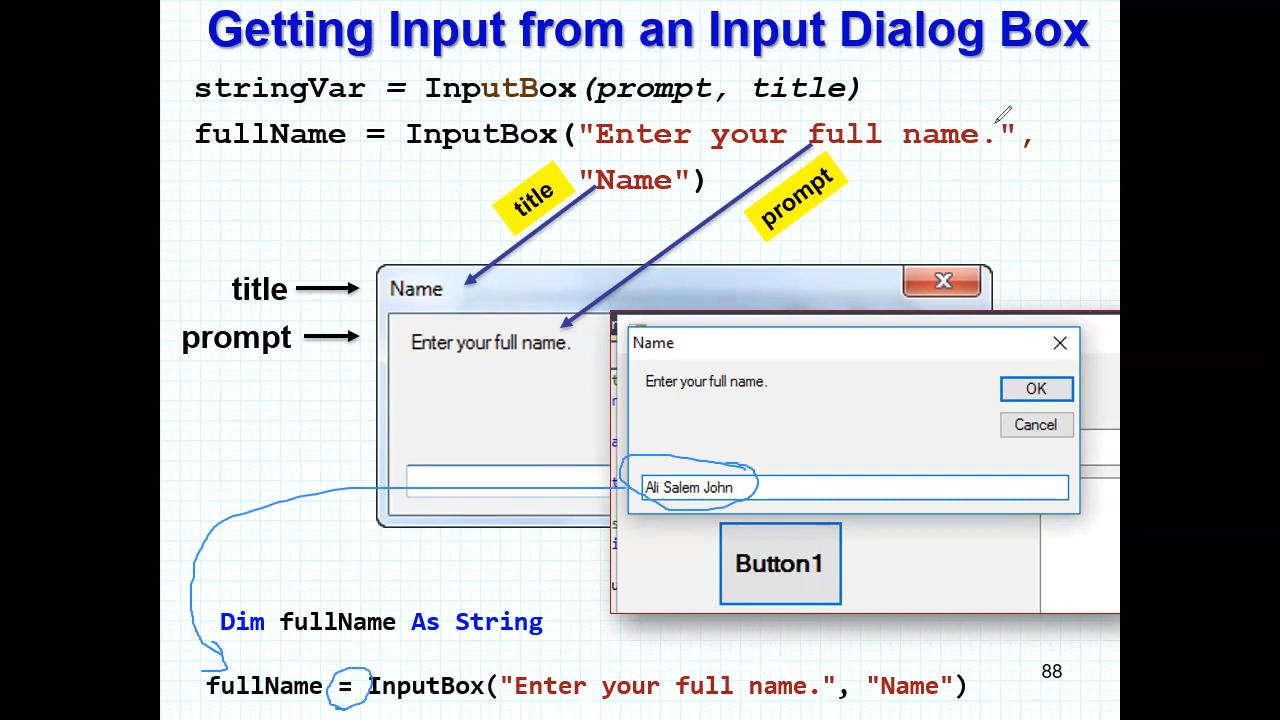 Getting Input from an Input Dialog Box
stringVar = InputBox(prompt, title)
fullName = InputBox("Enter your full name.",
"Name")
title
prompt
title
Name
X
prompt
Enter your full name.
Name
Enter your full name.
OK
Cancel
Ali Salem John
Button1
Dim fullName As String
fullName = InputBox("Enter your full name.", "Name")
88